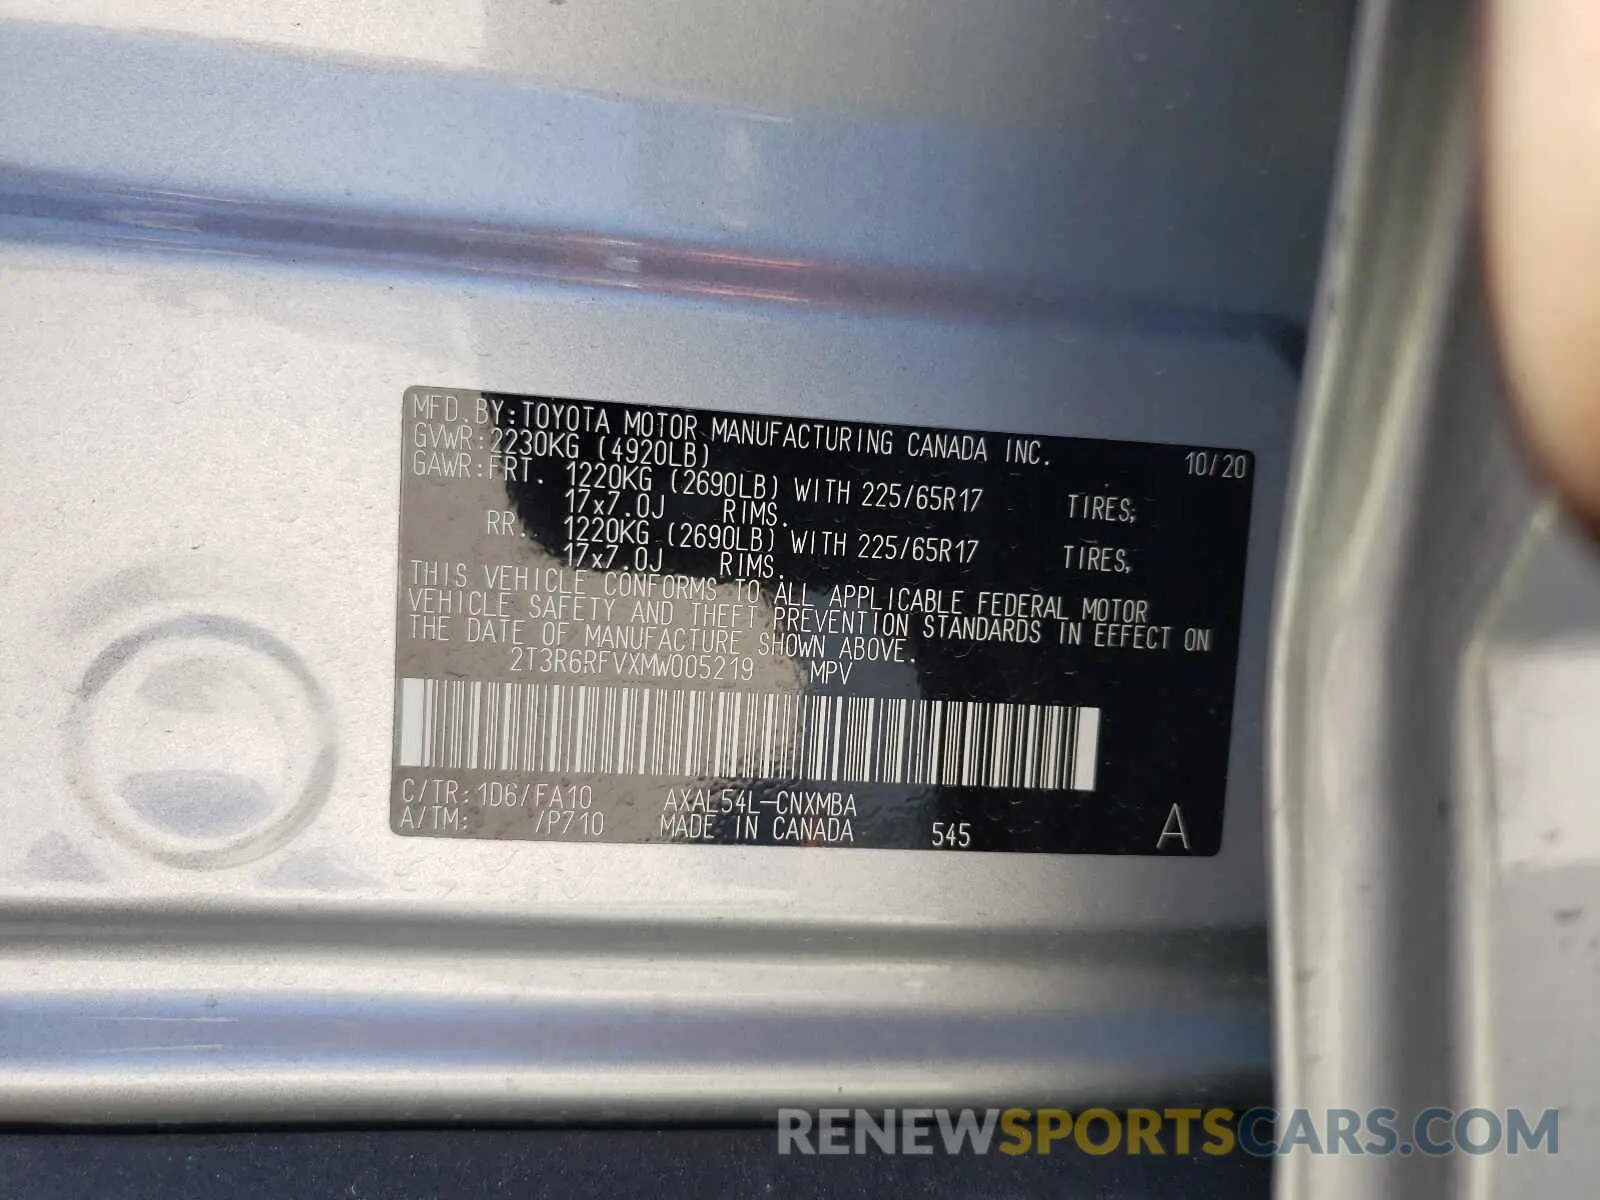 MFD. BY: TOYOTA MOTOR MANUFACTURING CANADA INC. 10/20
GVWR: 2230KG (4920LB)
GAWR: FRT. 1220KG (2690LB) WITH 225/65R17 TIRES;
17x7.0J RIMS.
RR. 1220KG (2690LB) WITH 225/65R17 TIRES,
17x7.0J RIMS.
THIS VEHICLE CONFORMS TO ALL APPLICABLE FEDERAL MOTOR
VEHICLE SAFETY AND THEFT PREVENTION STANDARDS IN EFFECT ON
THE DATE OF MANUFACTURE SHOWN ABOVE.
2T3R6RFVXMW005219 MPV
C/TR: 1D6/FA10 AXAL54L-CNXMBA
A/TM: /P710 MADE IN CANADA 545 A
RENEWSPORTSCARS.COM